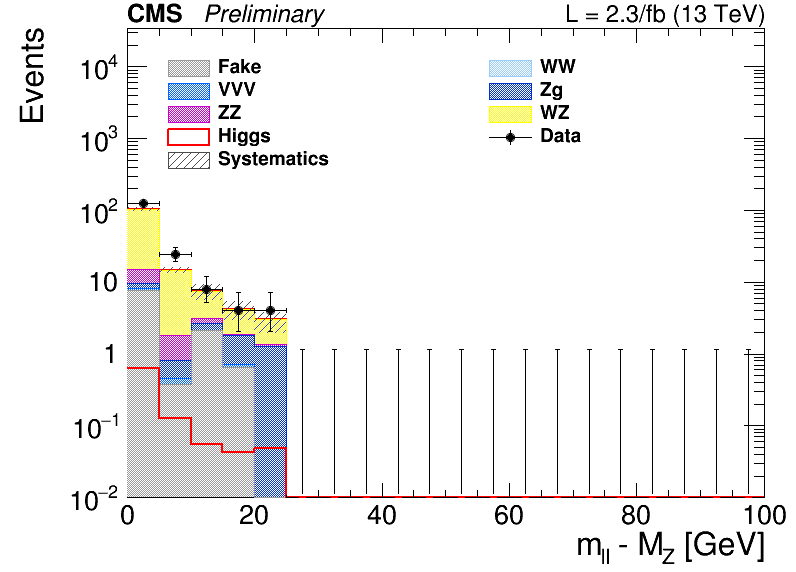 CMS Preliminary L = 2.3/fb (13 TeV)
Events
Fake WW
VVV Zg
ZZ WZ
Higgs Data
Systematics
10⁴
10³
10²
10
1
10⁻¹
10⁻²
0 20 40 60 80 100
m_ll - M_Z [GeV]